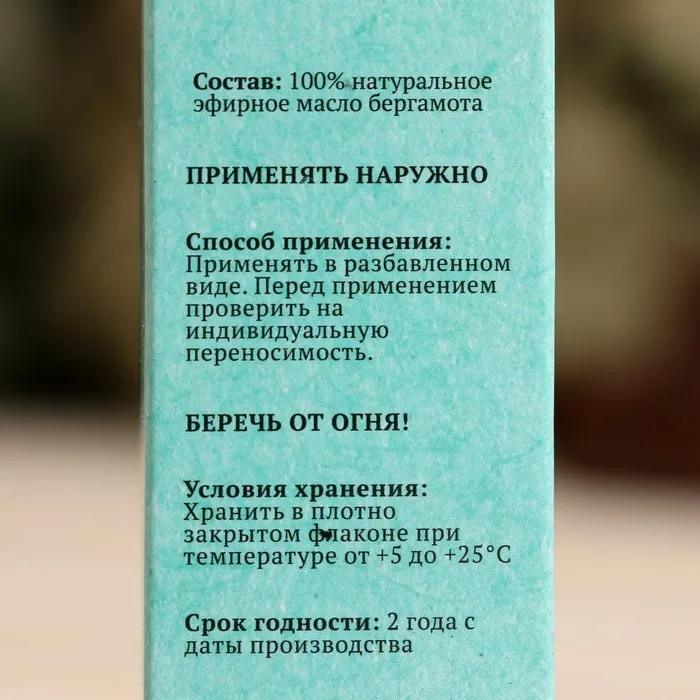 Состав: 100% натуральное
эфирное масло бергамота
ПРИМЕНЯТЬ НАРУЖНО
Способ применения:
Применять в разбавленном
виде. Перед применением
проверить на
индивидуальную
переносимость.
БЕРЕЧЬ ОТ ОГНЯ!
Условия хранения:
Хранить в плотно
закрытом флаконе при
температуре от +5 до +25°C
Срок годности: 2 года с
даты производства